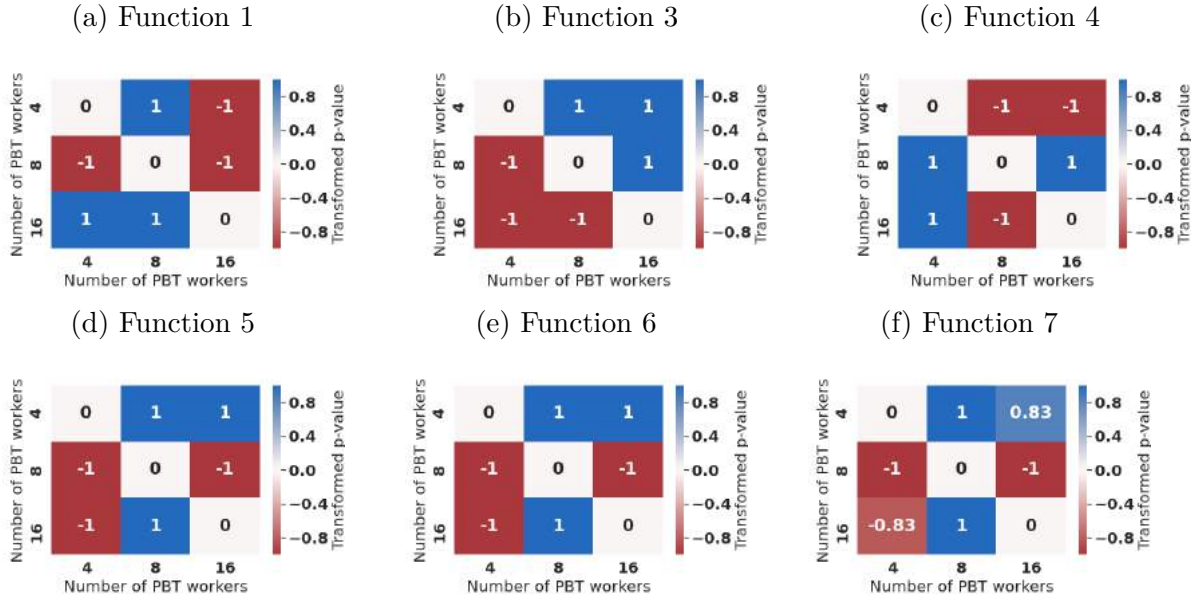 (a) Function 1
(b) Function 3
(c) Function 4
Number of PBT workers
4
8
16
0 1 -1
-1 0 -1
1 1 0
4 8 16
Number of PBT workers
0.8
0.4
0.0
−0.4
−0.8
Transformed p-value
Number of PBT workers
4
8
16
0 1 1
-1 0 1
-1 -1 0
4 8 16
Number of PBT workers
0.8
0.4
0.0
−0.4
−0.8
Transformed p-value
Number of PBT workers
4
8
16
0 -1 -1
1 0 1
1 -1 0
4 8 16
Number of PBT workers
0.8
0.4
0.0
−0.4
−0.8
Transformed p-value
(d) Function 5
(e) Function 6
(f) Function 7
Number of PBT workers
4
8
16
0 1 1
-1 0 -1
-1 1 0
4 8 16
Number of PBT workers
0.8
0.4
0.0
−0.4
−0.8
Transformed p-value
Number of PBT workers
4
8
16
0 1 1
-1 0 -1
-1 1 0
4 8 16
Number of PBT workers
0.8
0.4
0.0
−0.4
−0.8
Transformed p-value
Number of PBT workers
4
8
16
0 1 0.83
-1 0 -1
-0.83 1 0
4 8 16
Number of PBT workers
0.8
0.4
0.0
−0.4
−0.8
Transformed p-value